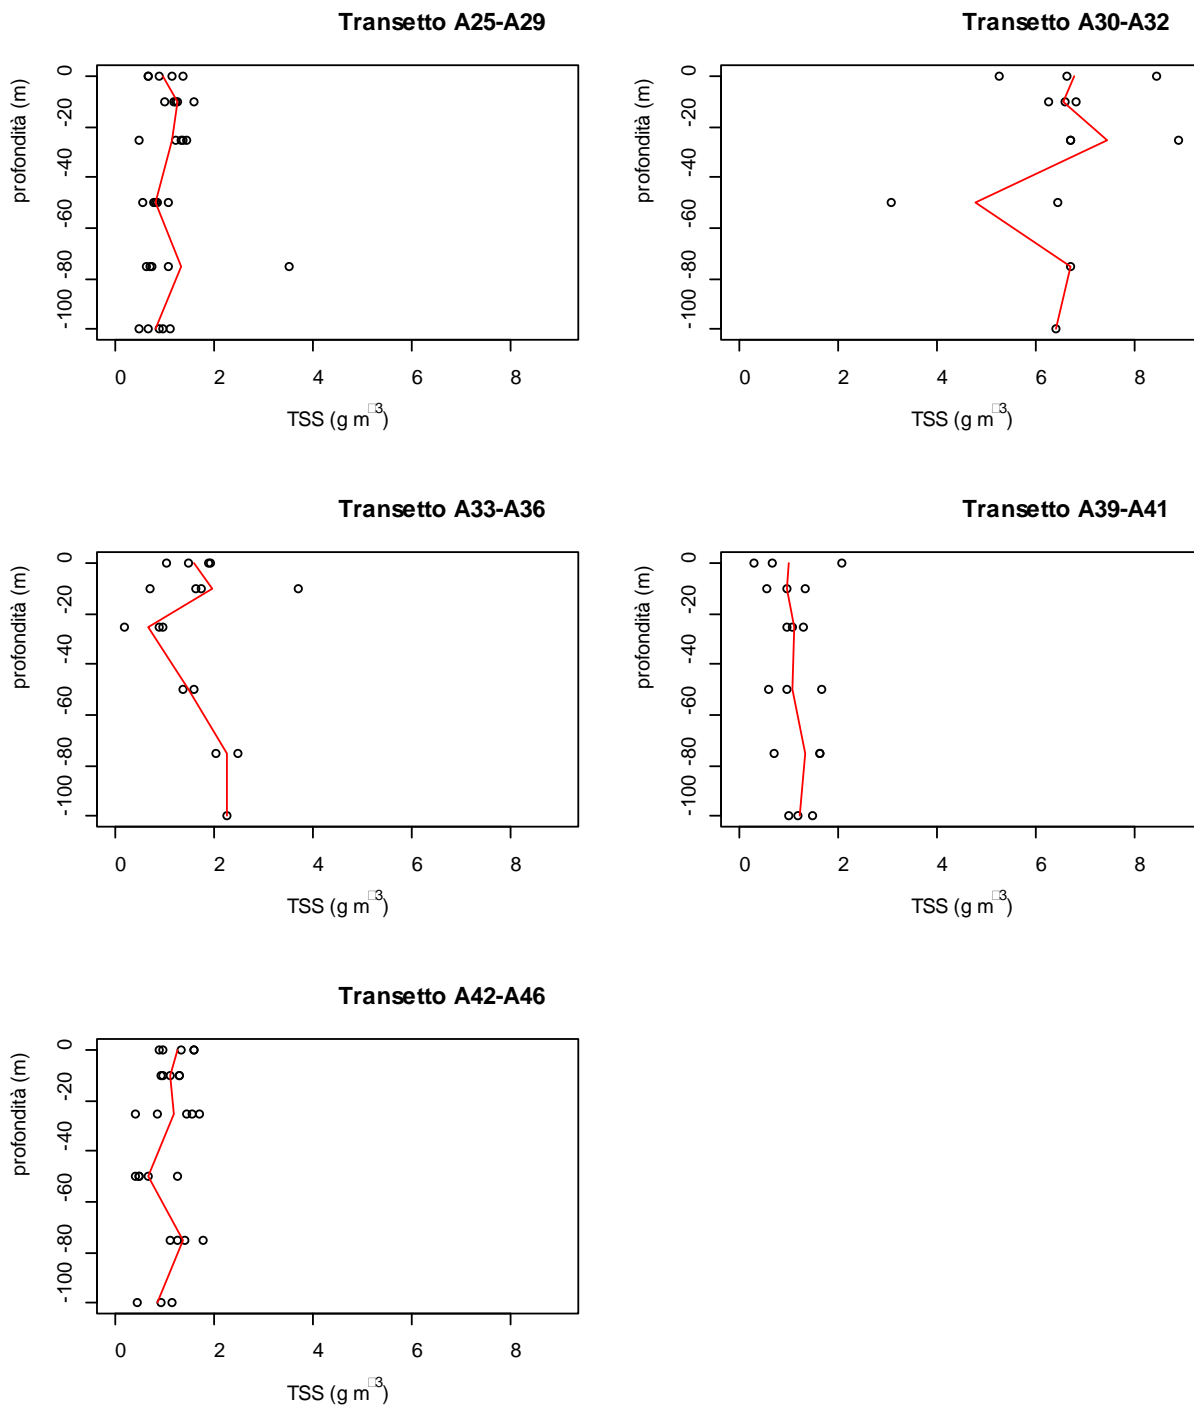 Transetto A25-A29
profondità (m)
0
-20
-40
-60
-80
-100
0 2 4 6 8
TSS (g m□3)
Transetto A30-A32
profondità (m)
0
-20
-40
-60
-80
-100
0 2 4 6 8
TSS (g m□3)
Transetto A33-A36
profondità (m)
0
-20
-40
-60
-80
-100
0 2 4 6 8
TSS (g m□3)
Transetto A39-A41
profondità (m)
0
-20
-40
-60
-80
-100
0 2 4 6 8
TSS (g m□3)
Transetto A42-A46
profondità (m)
0
-20
-40
-60
-80
-100
0 2 4 6 8
TSS (g m□3)